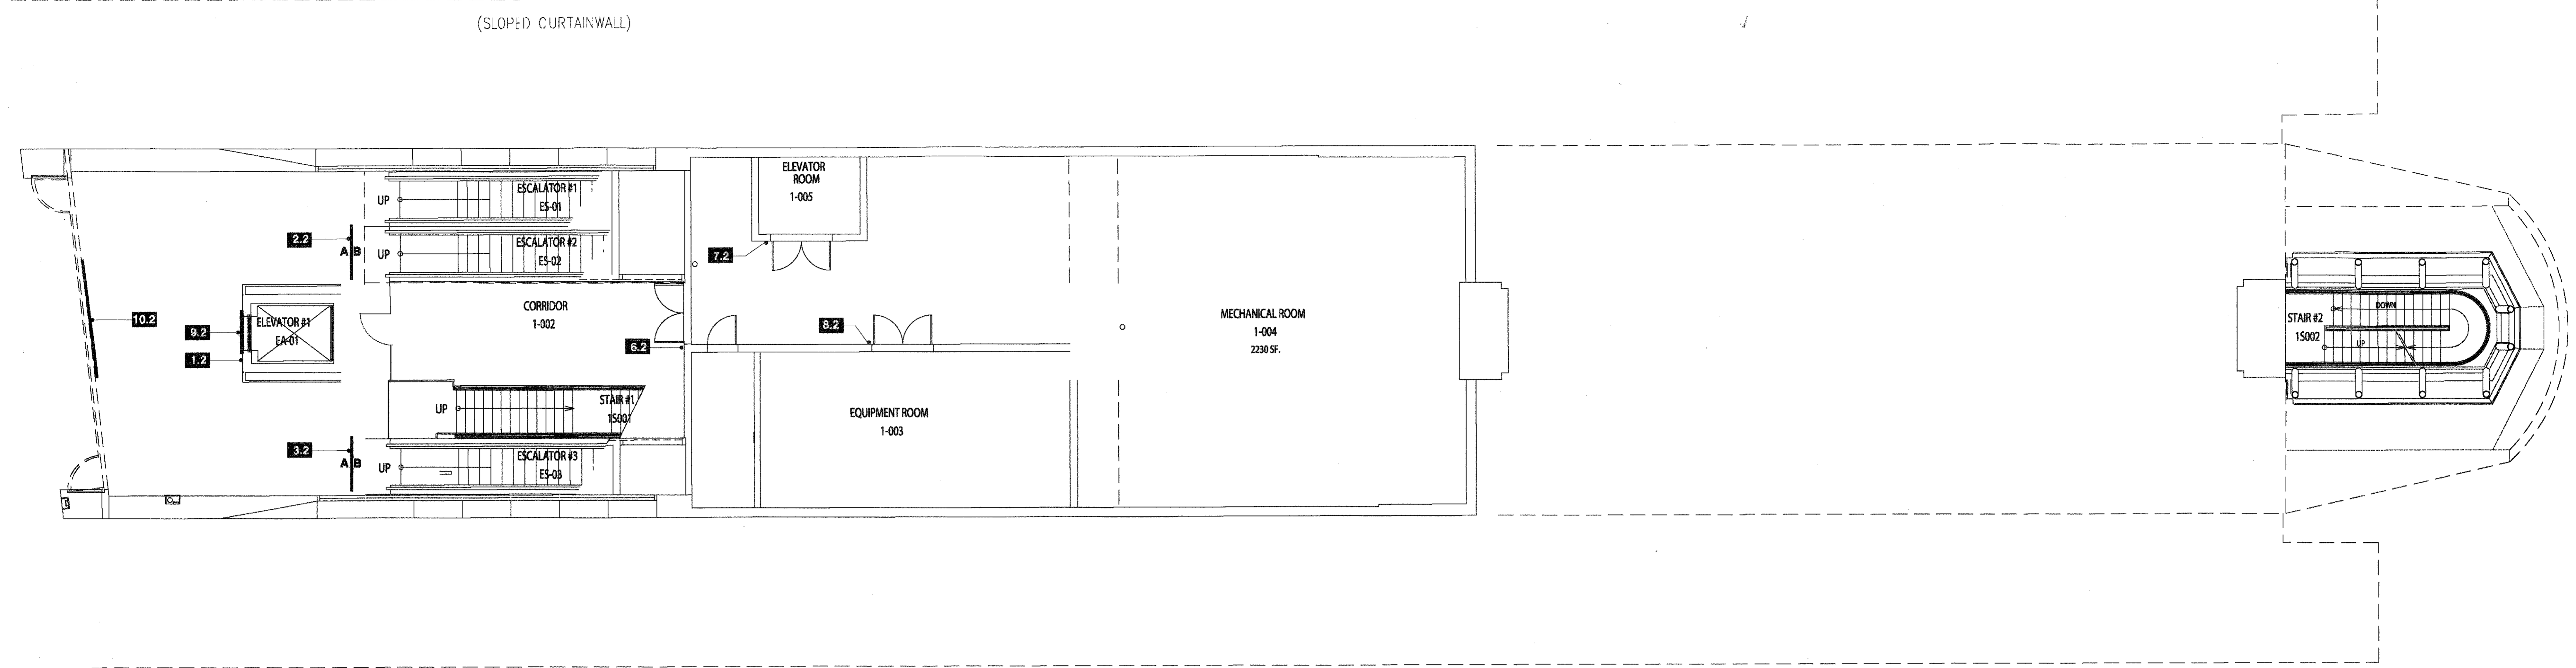 (SLOPED CURTAINWALL)
ELEVATOR
ROOM
1-005
ESCALATOR #1
UP
ES-01
2.2
A B
ESCALATOR #2
UP
ES-02
7.2
10.2
9.2
1.2
ELEVATOR #1
EA-01
CORRIDOR
1-002
6.2
8.2
MECHANICAL ROOM
1-004
2230 SF.
STAIR #2
1S002
DOWN
UP
UP
STAIR #1
1S001
EQUIPMENT ROOM
1-003
3.2
A B
UP
ESCALATOR #3
ES-03